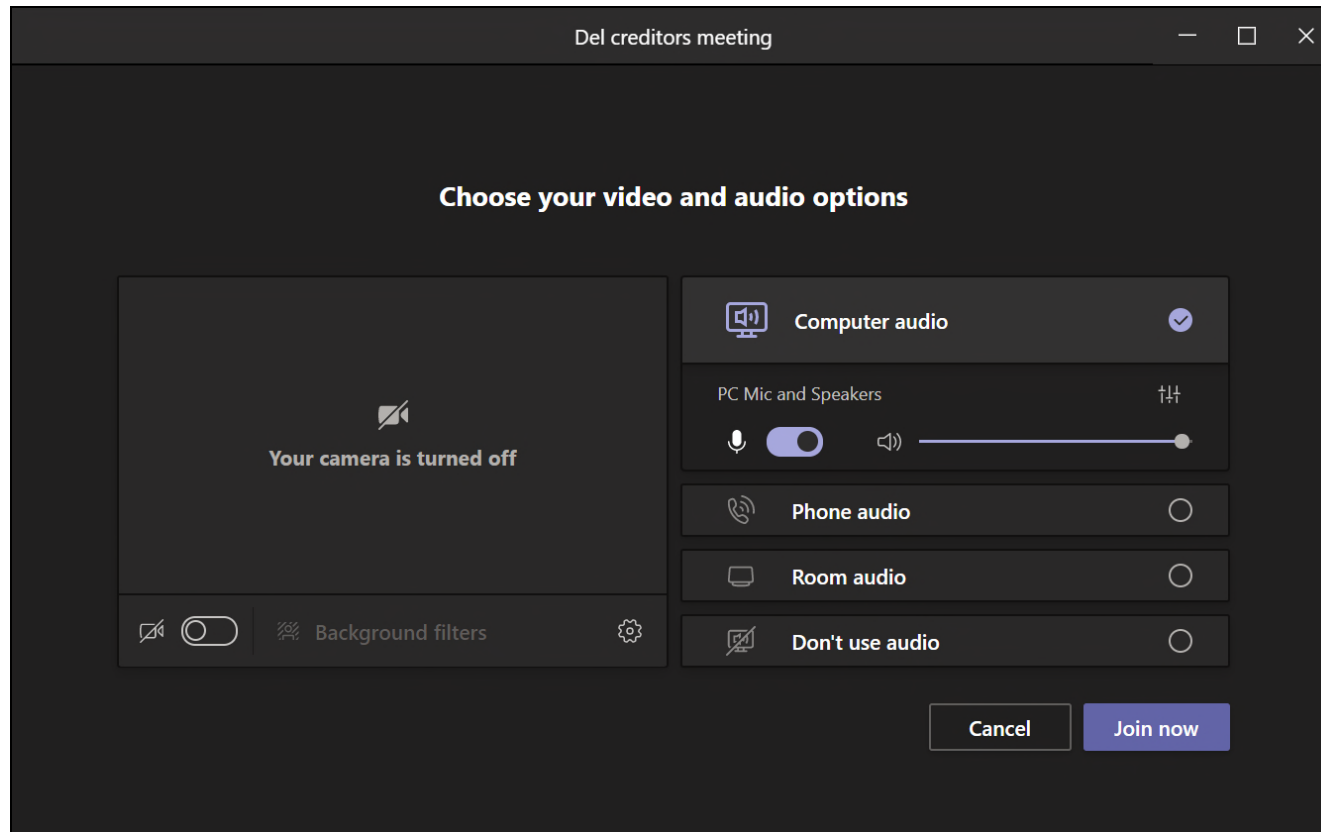 Del creditors meeting
Choose your video and audio options
Your camera is turned off
Background filters
Computer audio
PC Mic and Speakers
Phone audio
Room audio
Don't use audio
Cancel
Join now